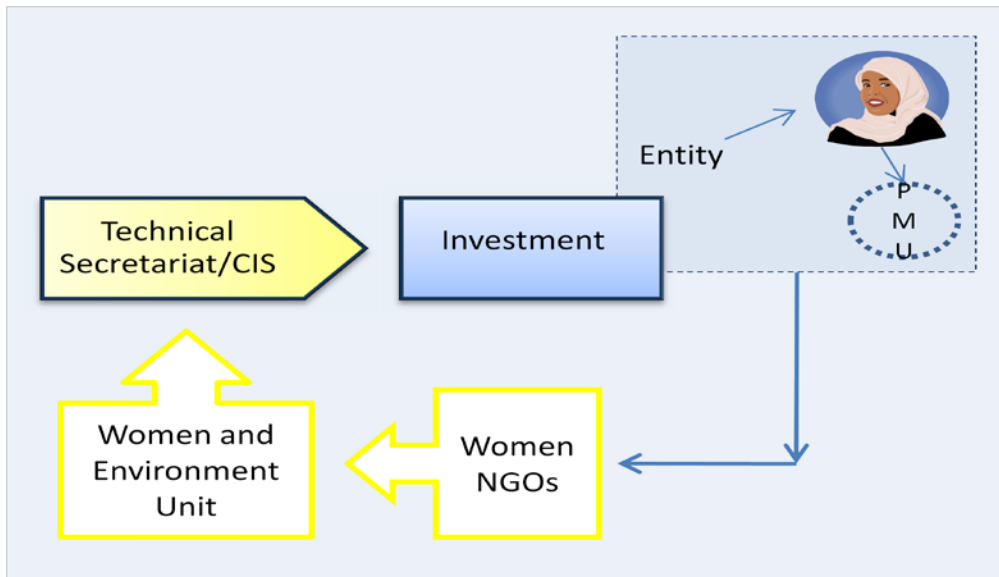 Entity
P
M
U
Technical
Secretariat/CIS
Investment
Women and
Environment
Unit
Women
NGOs